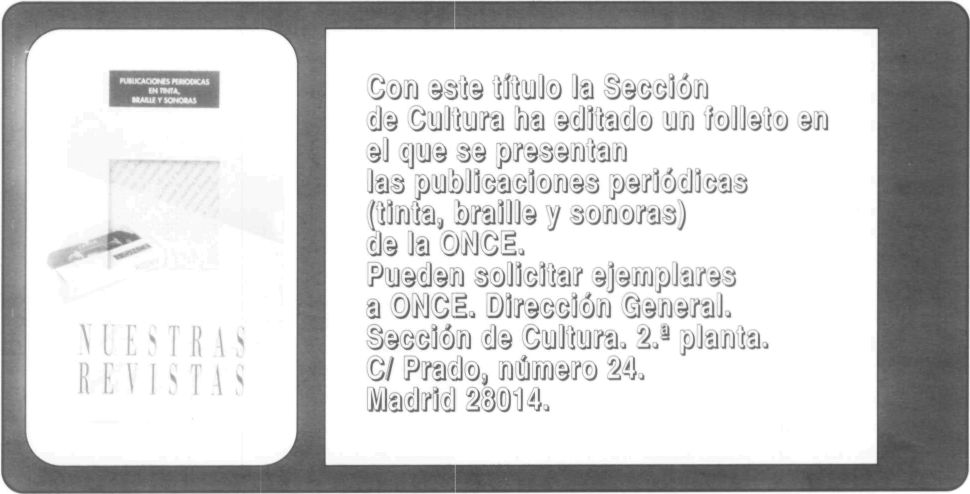 PUBLICACIONES PERIODICAS
EN TINTA,
BRAILLE Y SONORAS
NUESTRAS
REVISTAS
Con este título la Sección
de Cultura ha editado un folleto en
el que se presentan
las publicaciones periódicas
(tinta, braille y sonoras)
de la ONCE.
Pueden solicitar ejemplares
a ONCE. Dirección General.
Sección de Cultura. 2.ª planta.
C/ Prado, número 24.
Madrid 28014.